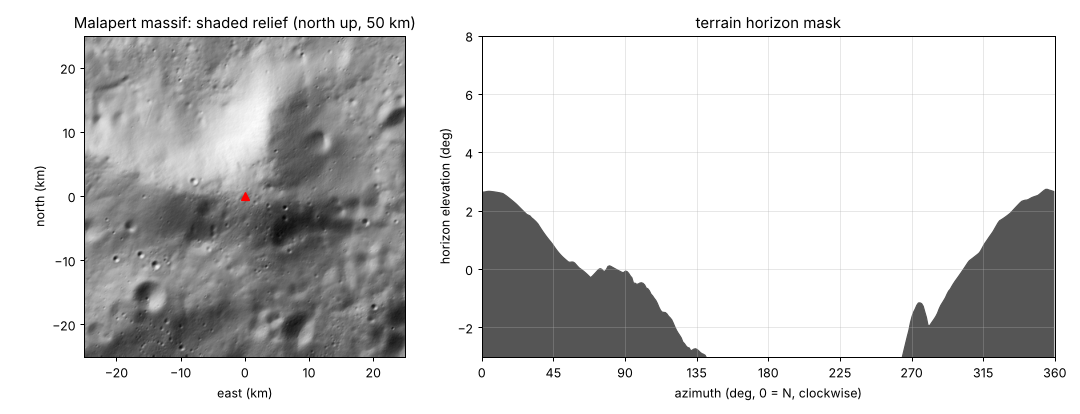 Malapert massif: shaded relief (north up, 50 km)
20
10
0
−10
−20
north (km)
−20 −10 0 10 20
east (km)
terrain horizon mask
8
6
4
2
0
−2
horizon elevation (deg)
0 45 90 135 180 225 270 315 360
azimuth (deg, 0 = N, clockwise)